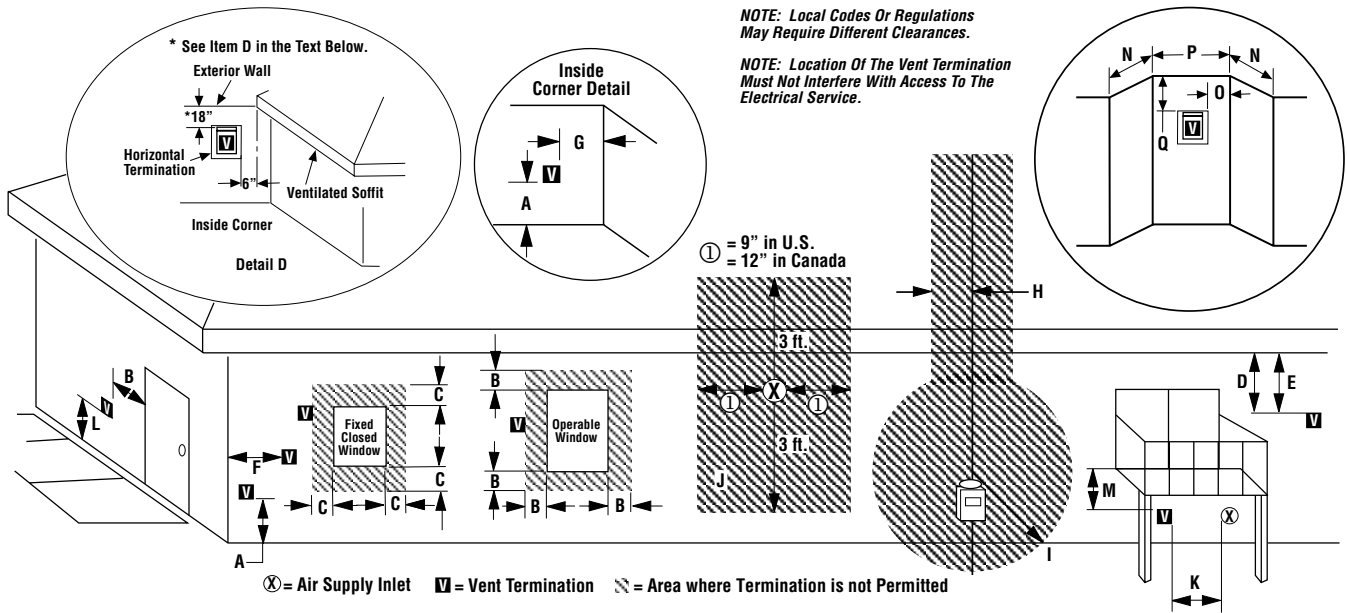 * See Item D in the Text Below.
Exterior Wall
*18"
V
Horizontal
Termination
6"
Ventilated Soffit
Inside Corner
Detail D
Inside
Corner Detail
G
V
A
NOTE: Local Codes Or Regulations
May Require Different Clearances.
NOTE: Location Of The Vent Termination
Must Not Interfere With Access To The
Electrical Service.
N P N
O
Q
V
① = 9" in U.S.
= 12" in Canada
H
3 ft.
① X ①
3 ft.
J
I
B
V
L
F
V
V
A
C
V
Fixed
Closed
Window
C
C C
B
V
Operable
Window
B
B B
D E
V
M
V X
K
Ⓧ = Air Supply Inlet V = Vent Termination = Area where Termination is not Permitted